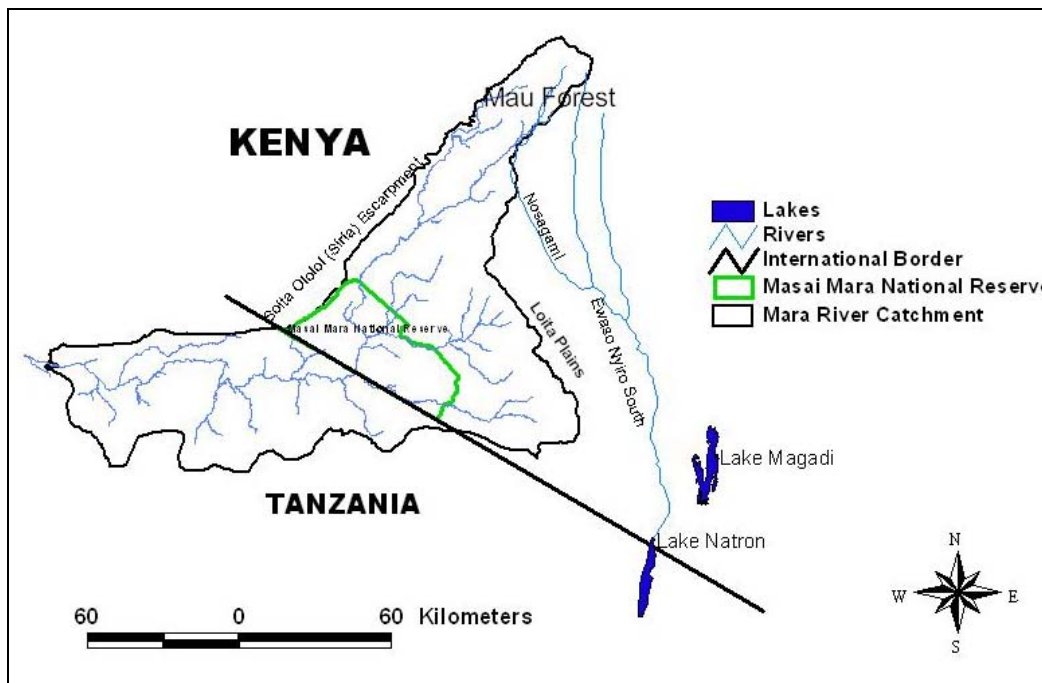 Mau Forest
KENYA
Soita Ololol (Siria) Escarpment
Nosagami
Lakes
Rivers
International Border
Masai Mara National Reserve
Mara River Catchment
Masai Mara National Reserve
Loita Plains
Ewaso Nyiro South
Lake Magadi
TANZANIA
Lake Natron
N
W
E
S
60 0 60 Kilometers